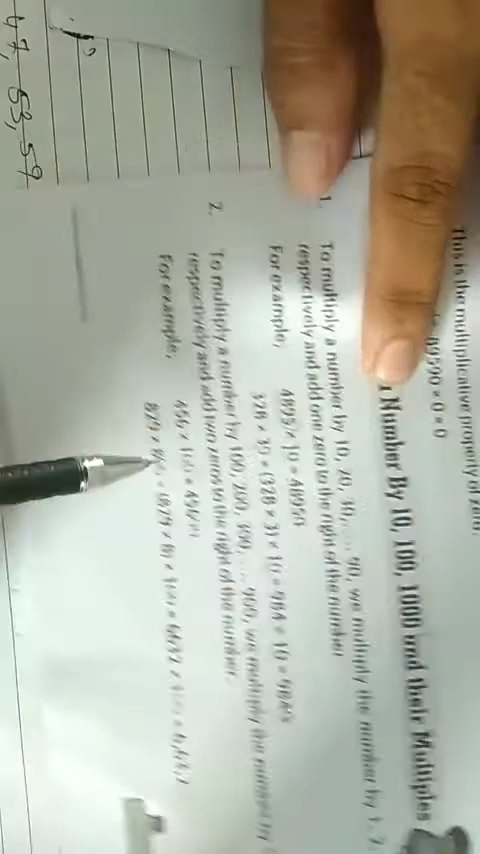 This is the multiplicative property of zero.
8590 × 0 = 0
Number By 10, 100, 1000 and their Multiples
1. To multiply a number by 10, 20, 30, ... 90, we multiply the number by 1, 2,
respectively and add one zero to the right of the number
For example, 4895 × 10 = 48950
328 × 30 = (328 × 3) × 10 = 984 × 10 = 9840
2. To multiply a number by 100, 200, 300, ... 900, we multiply the number by
respectively and add two zeros to the right of the number.
For example, 456 × 100 = 45600
47, 53, 59